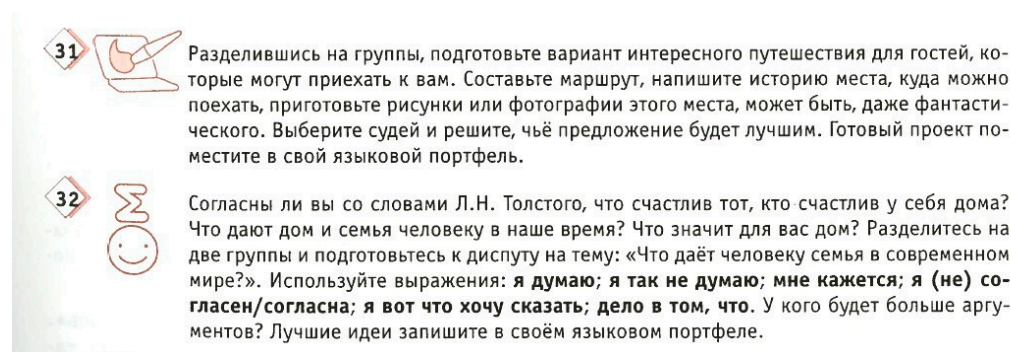 31
Разделившись на группы, подготовьте вариант интересного путешествия для гостей, ко-
торые могут приехать к вам. Составьте маршрут, напишите историю места, куда можно
поехать, приготовьте рисунки или фотографии этого места, может быть, даже фантасти-
ческого. Выберите судей и решите, чьё предложение будет лучшим. Готовый проект по-
местите в свой языковой портфель.
32
Согласны ли вы со словами Л.Н. Толстого, что счастлив тот, кто счастлив у себя дома?
Что дают дом и семья человеку в наше время? Что значит для вас дом? Разделитесь на
две группы и подготовьтесь к диспуту на тему: «Что даёт человеку семья в современном
мире?». Используйте выражения: я думаю; я так не думаю; мне кажется; я (не) со-
гласен/согласна; я вот что хочу сказать; дело в том, что. У кого будет больше аргу-
ментов? Лучшие идеи запишите в своём языковом портфеле.